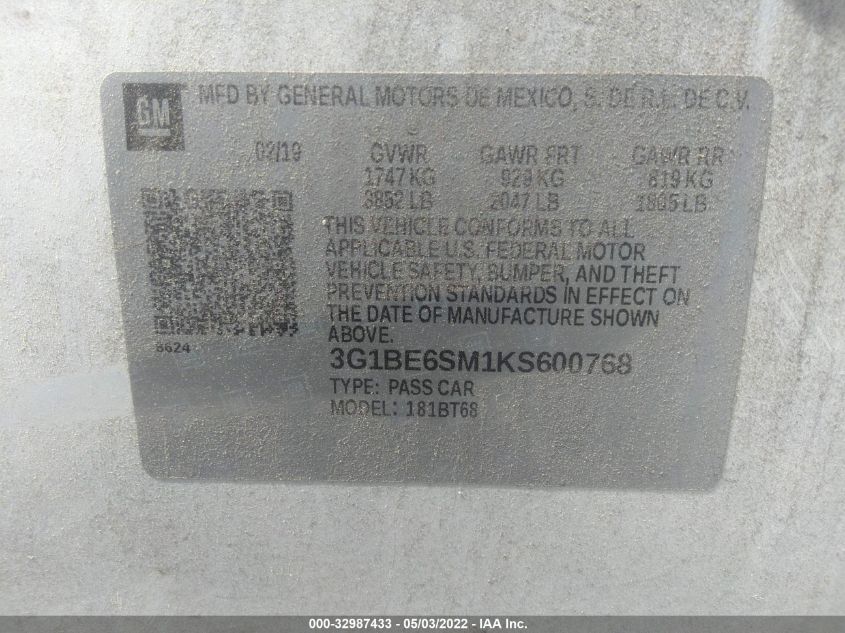 GM
MFD BY GENERAL MOTORS DE MEXICO, S. DE R.L. DE C.V.
02/19 GVWR GAWR FRT GAWR RR
1747 KG 929 KG 819 KG
3852 LB 2047 LB 1805 LB
THIS VEHICLE CONFORMS TO ALL
APPLICABLE U.S. FEDERAL MOTOR
VEHICLE SAFETY, BUMPER, AND THEFT
PREVENTION STANDARDS IN EFFECT ON
THE DATE OF MANUFACTURE SHOWN
ABOVE.
8624
3G1BE6SM1KS600768
TYPE: PASS CAR
MODEL: 1B1BT68
000-32987433 - 05/03/2022 - IAA Inc.